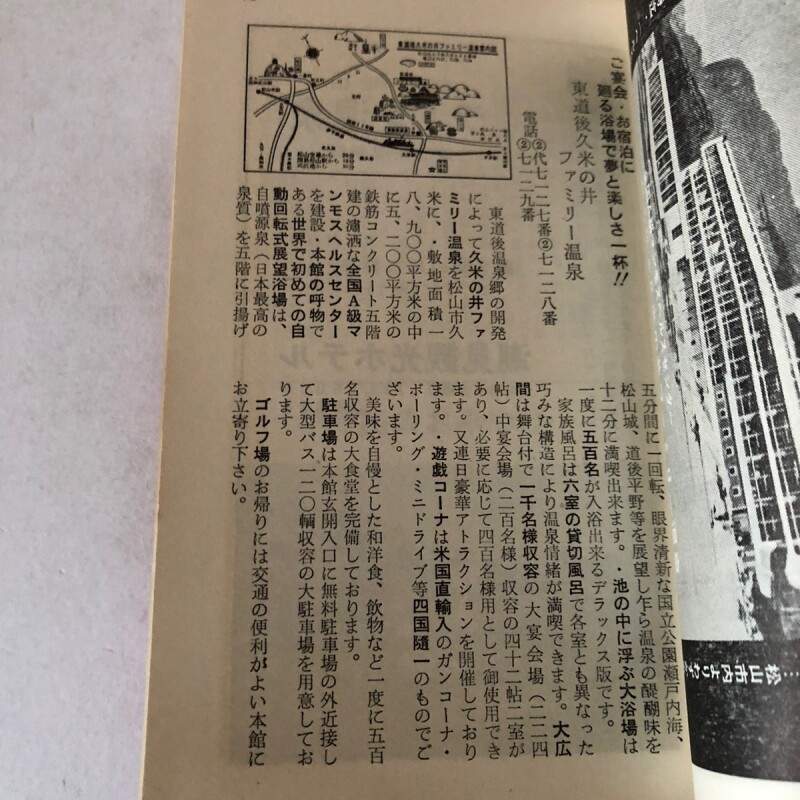 ご宴会・お宿泊に
廻る浴場で夢と楽しさ一杯!!
東道後久米の井
ファミリー温泉
電話②代七一二七番②七一二八番
②七一二九番
東道後久米の井ファミリー温泉案内図
東道後温泉郷の開発
によって久米の井ファ
ミリー温泉を松山市久
米に、・敷地面積一
八、九〇〇平方米の中
に五、二〇〇平方米の
鉄筋コンクリート五階
建の瀟洒な全国A級マ
ンモスヘルスセンター
を建設・本館の呼物で
ある世界で初めての自
動回転式展望浴場は、
自噴源泉(日本最高の
泉質)を五階に引揚げ
五分間に一回転、眼界清新な国立公園瀬戸内海、
松山城、道後平野等を展望し乍ら温泉の醍醐味を
十二分に満喫出来ます。・池の中に浮ぶ大浴場は
一度に五百名が入浴出来るデラックス版です。
家族風呂は六室の貸切風呂で各室とも異なった
巧みな構造により温泉情緒が満喫できます。大広
間は舞台付で一千名様収容の大宴会場(二二四
帖)中宴会場(二百名様)収容の四十二帖二室が
あり、必要に応じて四百名様用として御使用でき
ます。又連日豪華アトラクションを開催しており
ます。・遊戯コーナは米国直輸入のガンコーナ・
ボーリング・ミニドライブ等四国随一のものでご
ざいます。
美味を自慢とした和洋食、飲物など一度に五百
名収容の大食堂を完備しております。
駐車場は本館玄関入口に無料駐車場の外近接し
て大型バス一二〇輌収容の大駐車場を用意してお
ります。
ゴルフ場のお帰りには交通の便利がよい本館に
お立寄り下さい。